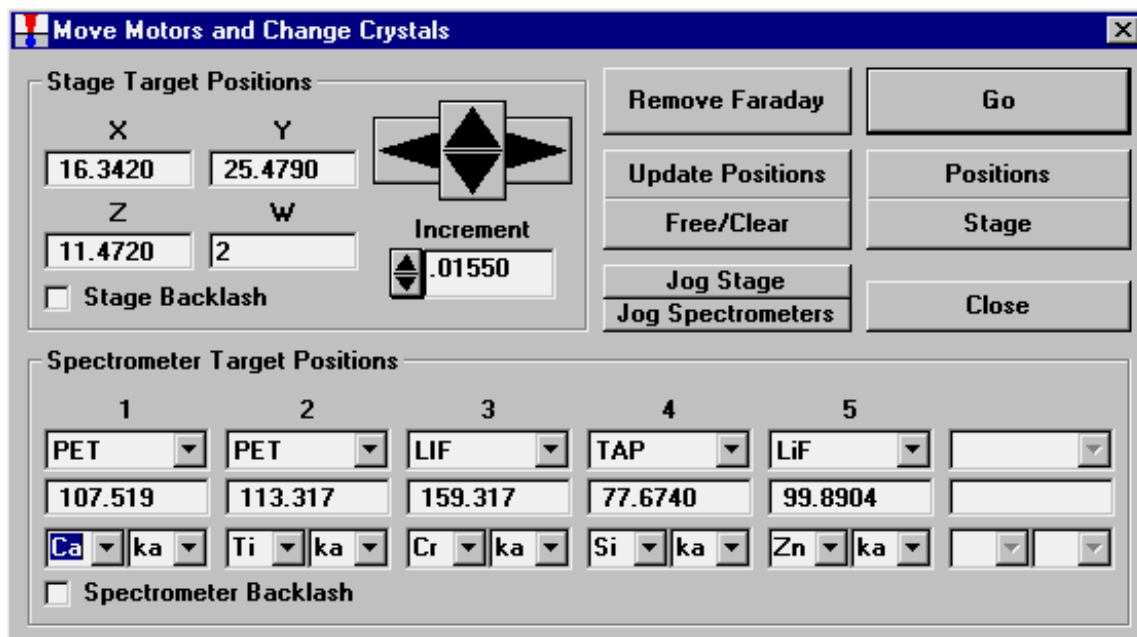 Move Motors and Change Crystals
Stage Target Positions
X Y
16.3420 25.4790
Z W
11.4720 2
Increment
.01550
Stage Backlash
Remove Faraday Go
Update Positions Positions
Free/Clear Stage
Jog Stage
Jog Spectrometers
Close
Spectrometer Target Positions
1 2 3 4 5
PET PET LIF TAP LiF
107.519 113.317 159.317 77.6740 99.8904
Ca ka Ti ka Cr ka Si ka Zn ka
Spectrometer Backlash